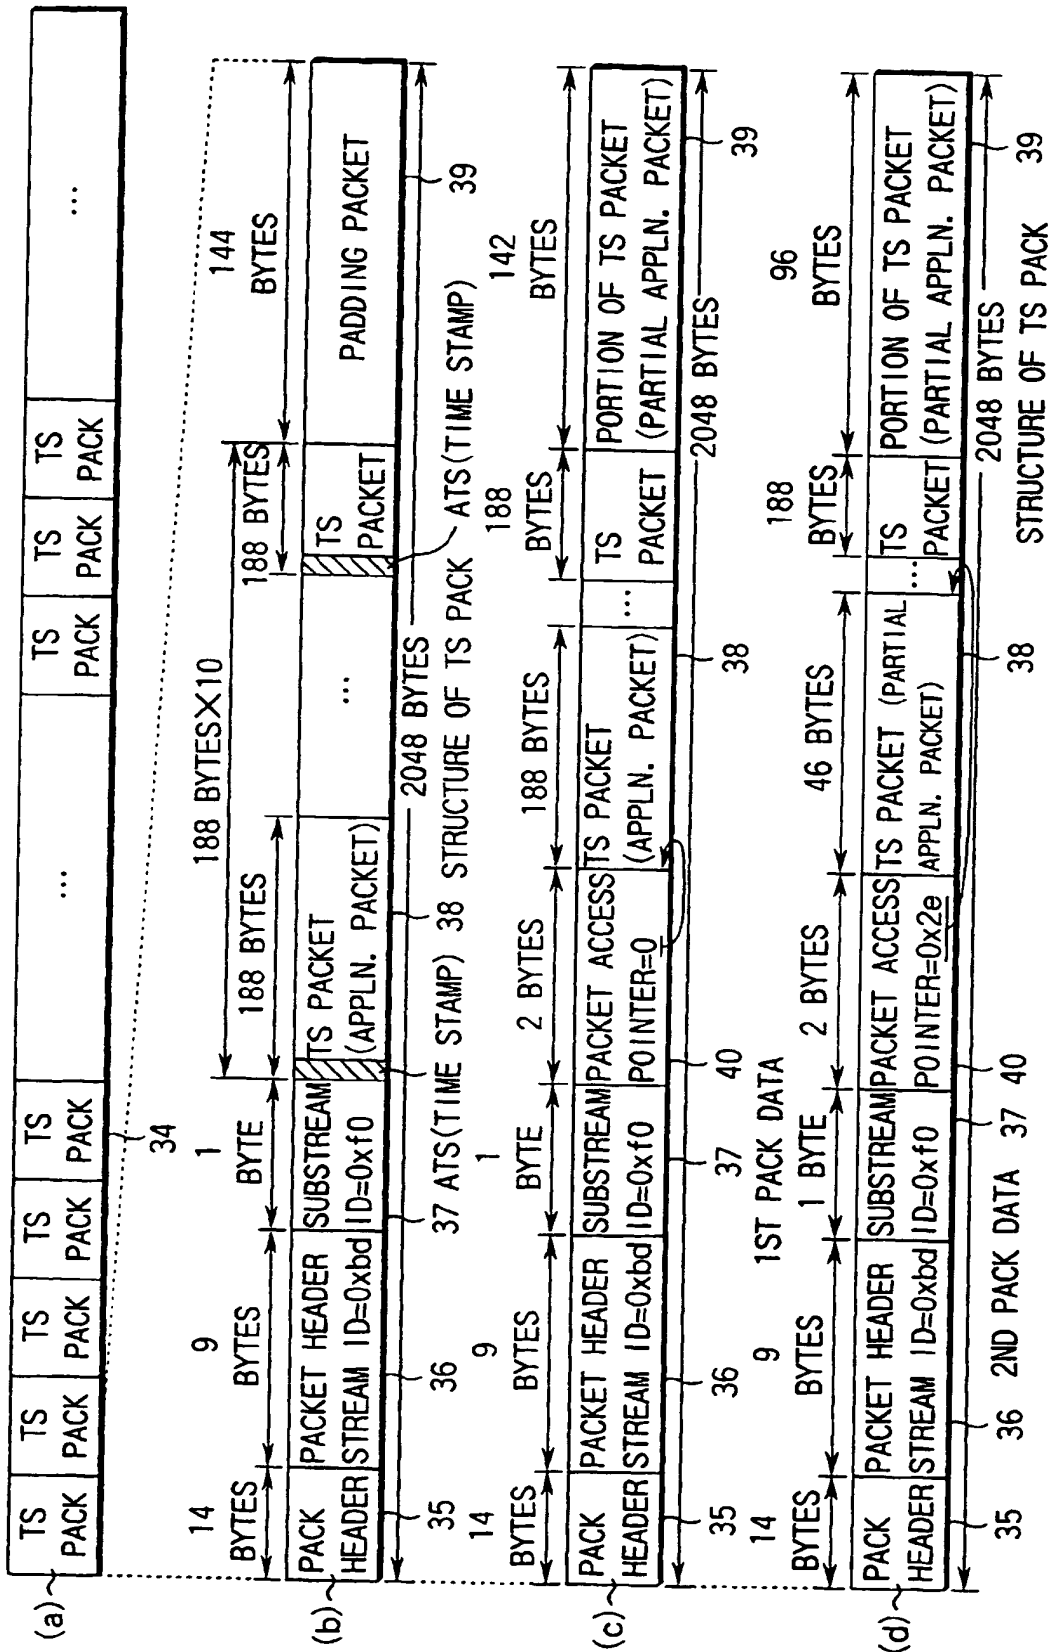 (a)
TS PACK
TS PACK
TS PACK
TS PACK
TS PACK
...
TS PACK
TS PACK
TS PACK
...
34
188 BYTES×10
14 BYTES
9 BYTES
1 BYTE
188 BYTES
188 BYTES
144 BYTES
(b)
PACK HEADER
PACKET HEADER STREAM ID=0xbd
SUBSTREAM ID=0xf0
TS PACKET (APPLN. PACKET)
...
TS PACKET
PADDING PACKET
2048 BYTES
35
36
37
ATS(TIME STAMP)
38
STRUCTURE OF TS PACK
ATS(TIME STAMP)
39
14 BYTES
9 BYTES
1 BYTE
2 BYTES
188 BYTES
188 BYTES
142 BYTES
(c)
PACK HEADER
PACKET HEADER STREAM ID=0xbd
SUBSTREAM ID=0xf0
PACKET ACCESS POINTER=0
TS PACKET (APPLN. PACKET)
...
TS PACKET
PORTION OF TS PACKET (PARTIAL APPLN. PACKET)
2048 BYTES
35
36
37
40
38
39
1ST PACK DATA
14 BYTES
9 BYTES
1 BYTE
2 BYTES
46 BYTES
188 BYTES
96 BYTES
(d)
PACK HEADER
PACKET HEADER STREAM ID=0xbd
SUBSTREAM ID=0xf0
PACKET ACCESS POINTER=0x2e
TS PACKET (PARTIAL APPLN. PACKET)
...
TS PACKET
PORTION OF TS PACKET (PARTIAL APPLN. PACKET)
2048 BYTES
35
36
37
40
38
39
2ND PACK DATA
STRUCTURE OF TS PACK